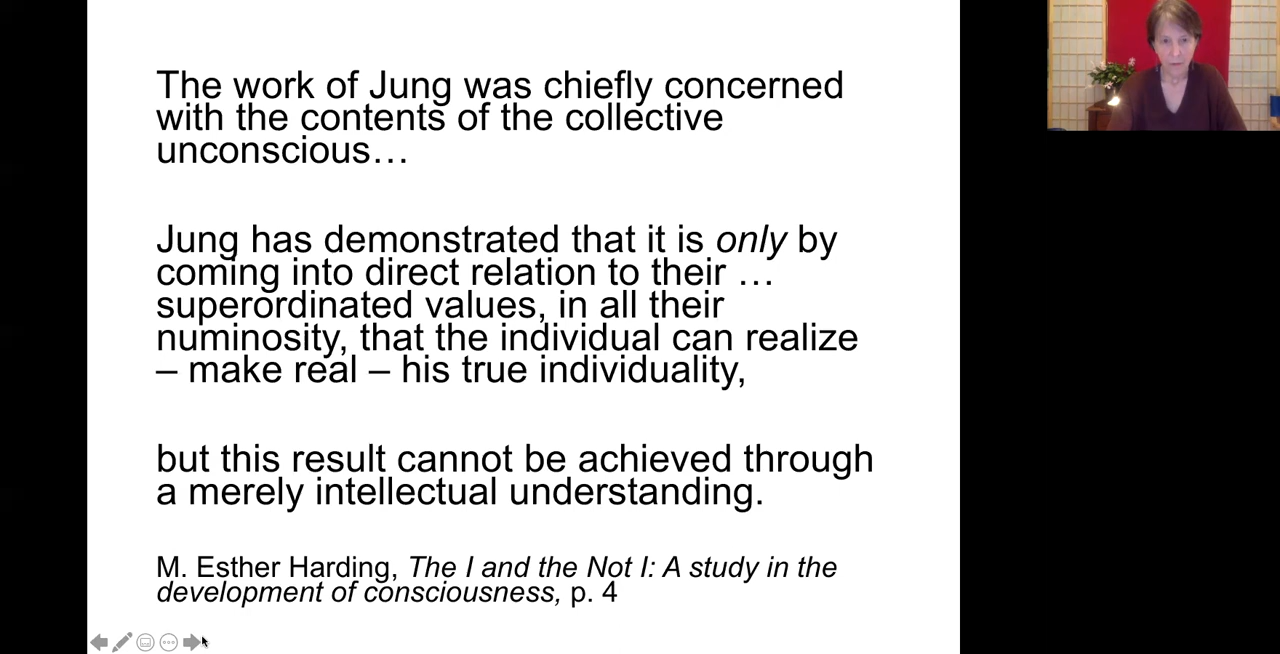 The work of Jung was chiefly concerned
with the contents of the collective
unconscious…
Jung has demonstrated that it is only by
coming into direct relation to their …
superordinated values, in all their
numinosity, that the individual can realize
– make real – his true individuality,
but this result cannot be achieved through
a merely intellectual understanding.
M. Esther Harding, The I and the Not I: A study in the
development of consciousness, p. 4